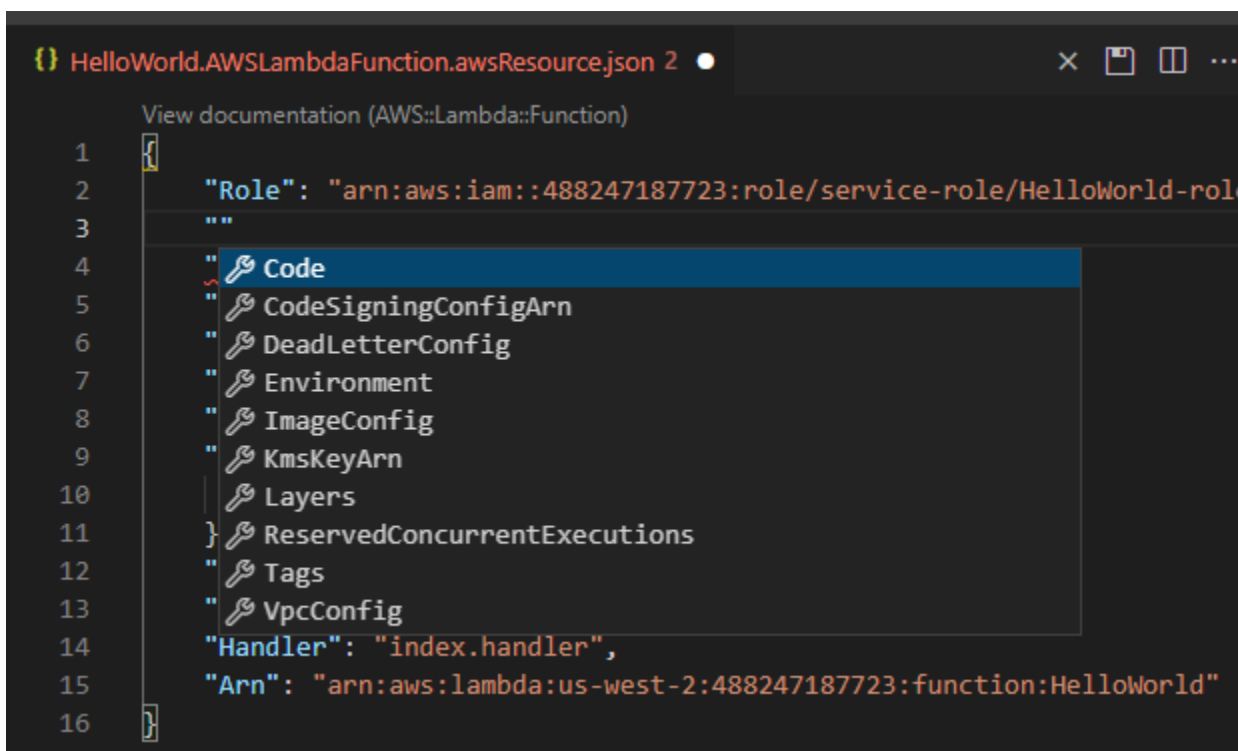 {} HelloWorld.AWSLambdaFunction.awsResource.json 2 ●
View documentation (AWS::Lambda::Function)
1 {
2 "Role": "arn:aws:iam::488247187723:role/service-role/HelloWorld-rol
3 ""
4 " Code
5 " CodeSigningConfigArn
6 " DeadLetterConfig
7 " Environment
8 " ImageConfig
9 " KmsKeyArn
10 Layers
11 } ReservedConcurrentExecutions
12 " Tags
13 " VpcConfig
14 "Handler": "index.handler",
15 "Arn": "arn:aws:lambda:us-west-2:488247187723:function:HelloWorld"
16 }